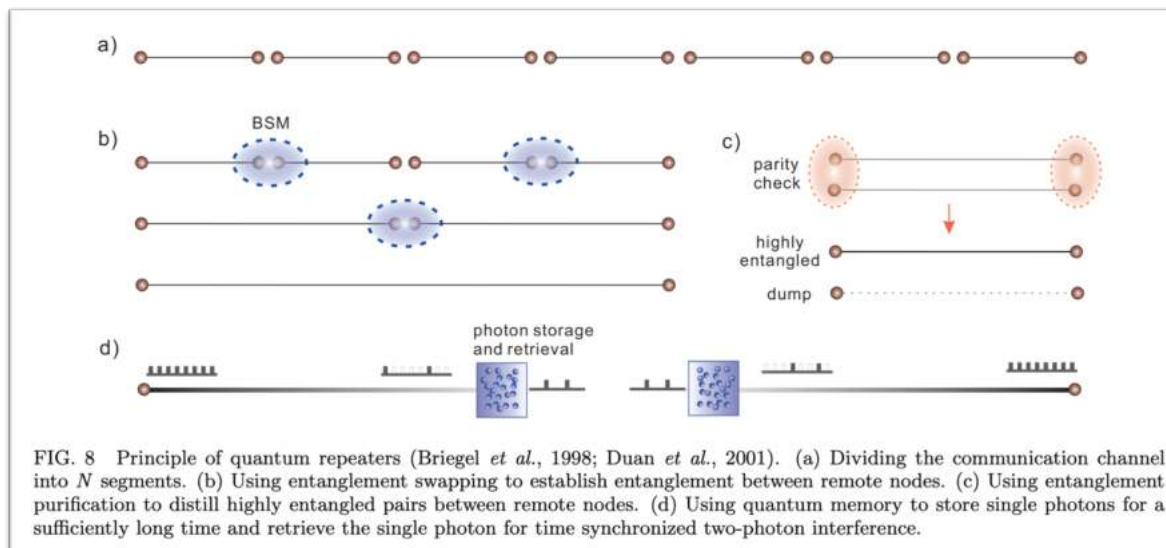 a)
b)
BSM
c)
parity
check
highly
entangled
dump
d)
photon storage
and retrieval
FIG. 8 Principle of quantum repeaters (Briegel et al., 1998; Duan et al., 2001). (a) Dividing the communication channel
into N segments. (b) Using entanglement swapping to establish entanglement between remote nodes. (c) Using entanglement
purification to distill highly entangled pairs between remote nodes. (d) Using quantum memory to store single photons for a
sufficiently long time and retrieve the single photon for time synchronized two-photon interference.